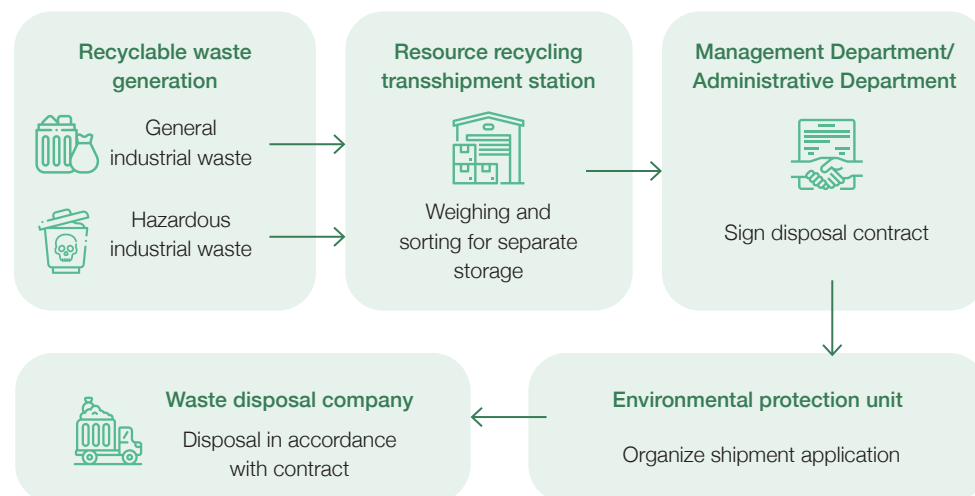 Recyclable waste
generation
General
industrial waste
Hazardous
industrial waste
Resource recycling
transshipment station
Weighing and
sorting for separate
storage
Management Department/
Administrative Department
Sign disposal contract
Environmental protection unit
Organize shipment application
Waste disposal company
Disposal in accordance
with contract